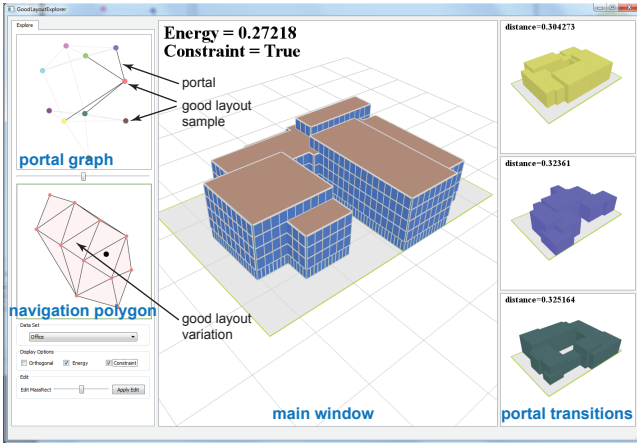 GoodLayoutExplorer
Explore
portal graph
navigation polygon
Data Set
Office
Display Options
Orthogonal
Energy
Constraint
Edit
Edit MassRect
Apply Edit
Energy = 0.27218
Constraint = True
portal
good layout
sample
good layout
variation
main window
distance=0.304273
distance=0.32361
distance=0.325164
portal transitions